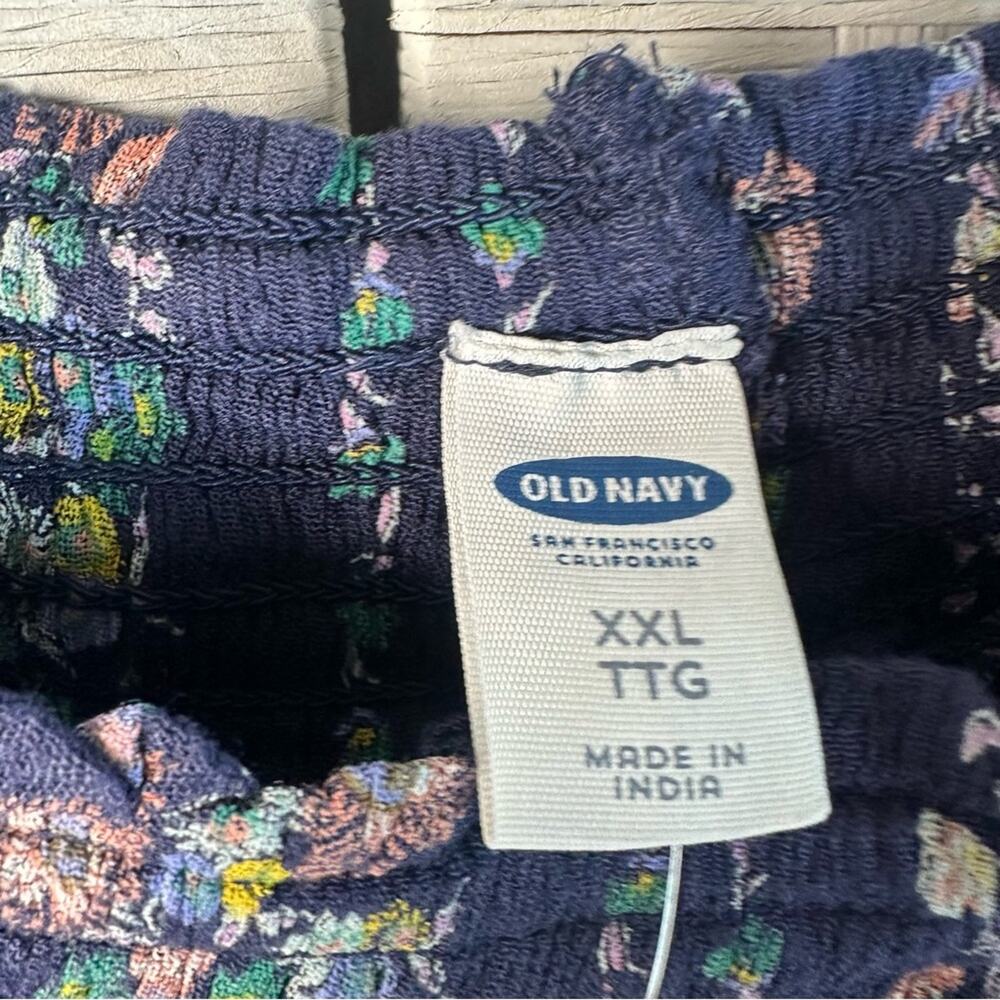 OLD NAVY
SAN FRANCISCO
CALIFORNIA
XXL
TTG
MADE IN
INDIA